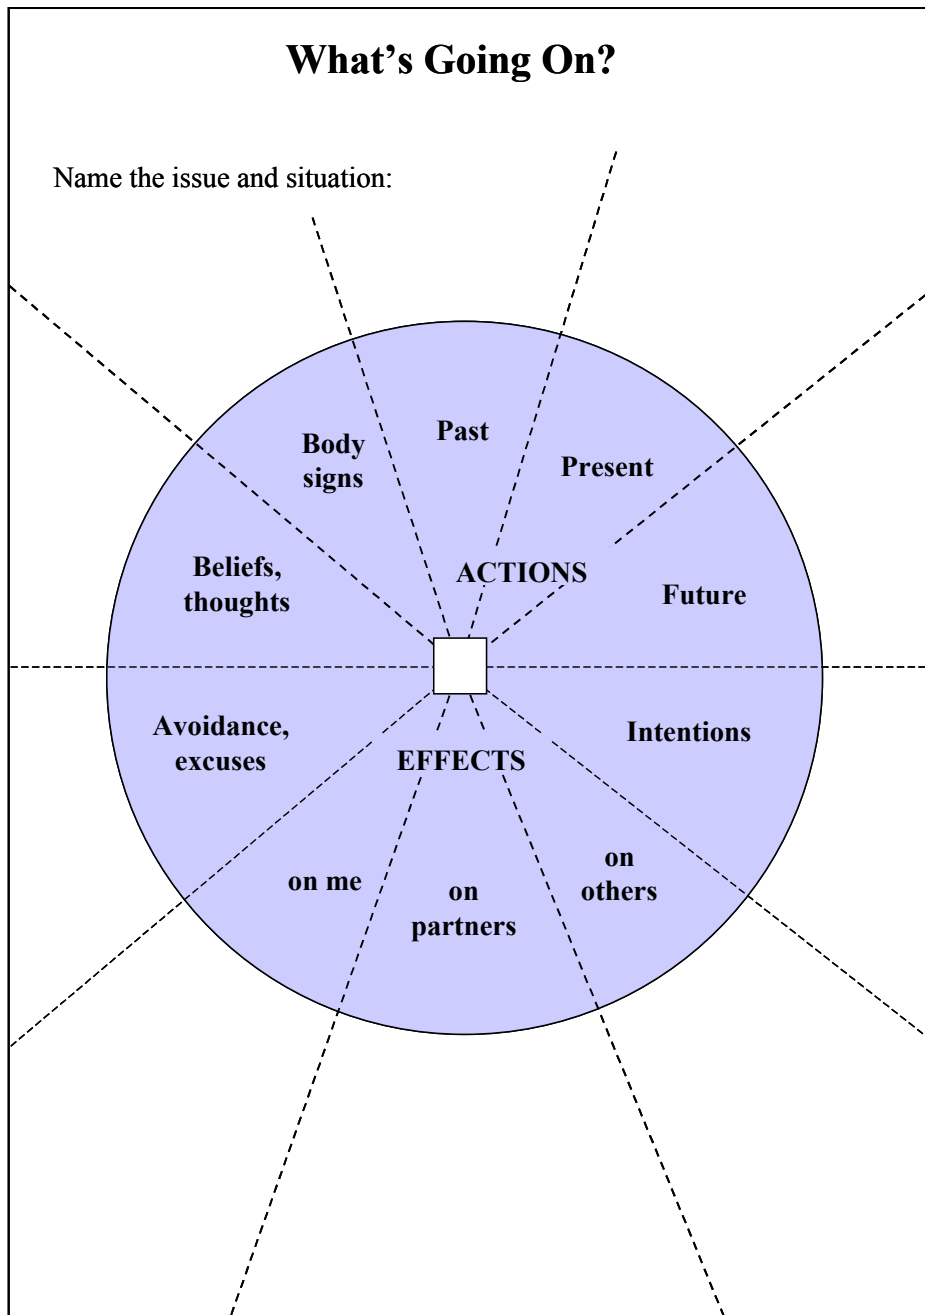 What’s Going On?
Name the issue and situation:
Past
Body
signs
Present
Beliefs,
thoughts
ACTIONS
Future
Avoidance,
excuses
EFFECTS
Intentions
on me
on
partners
on
others